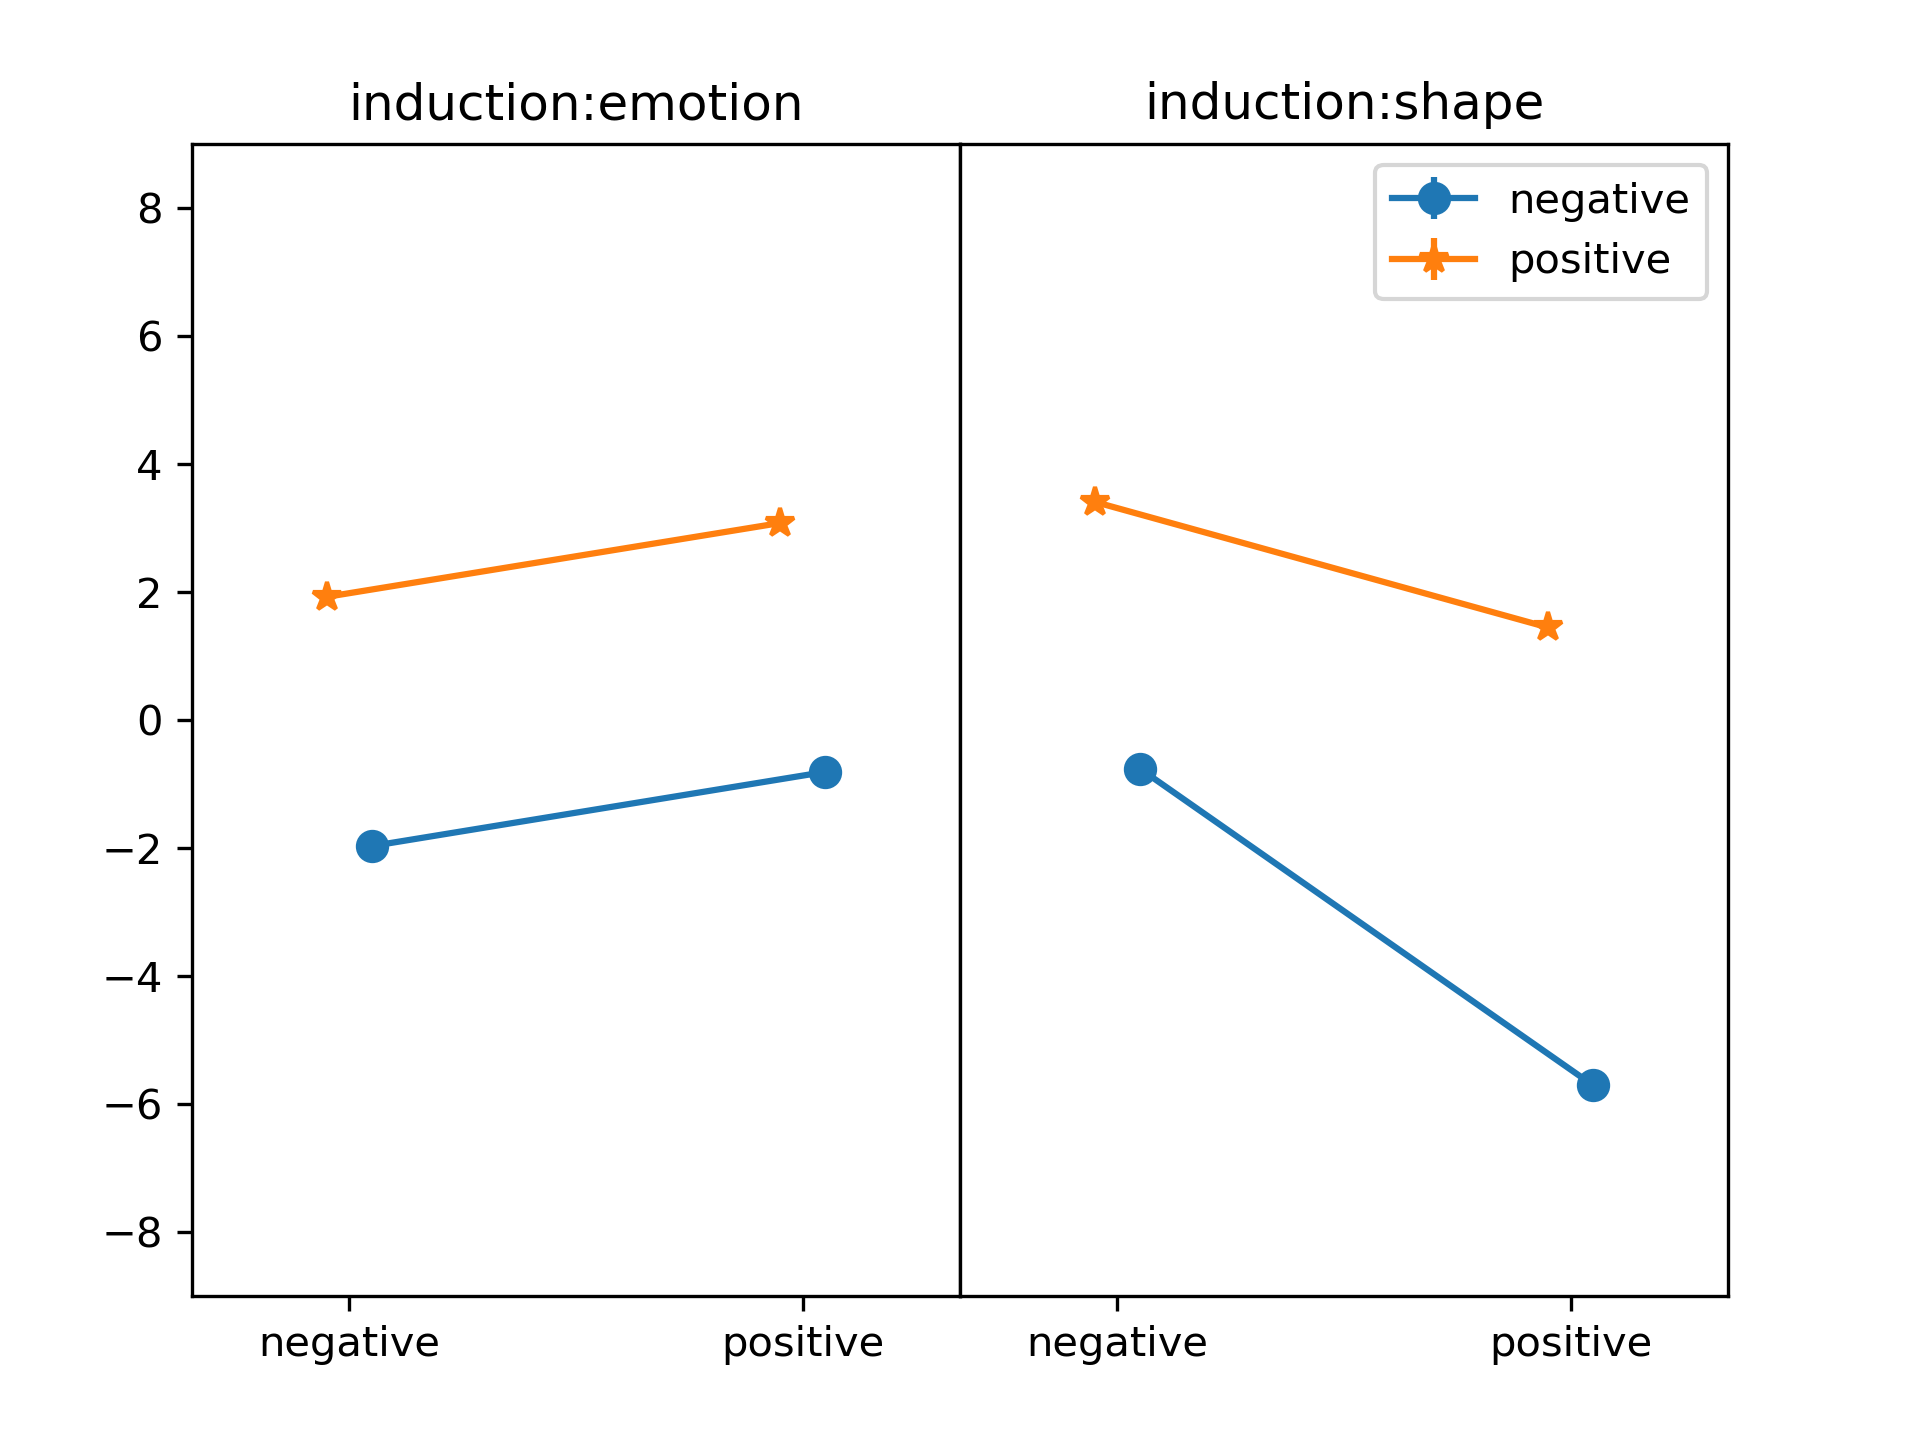 induction:emotion
induction:shape
negative
positive
8
6
4
2
0
−2
−4
−6
−8
negative positive negative positive